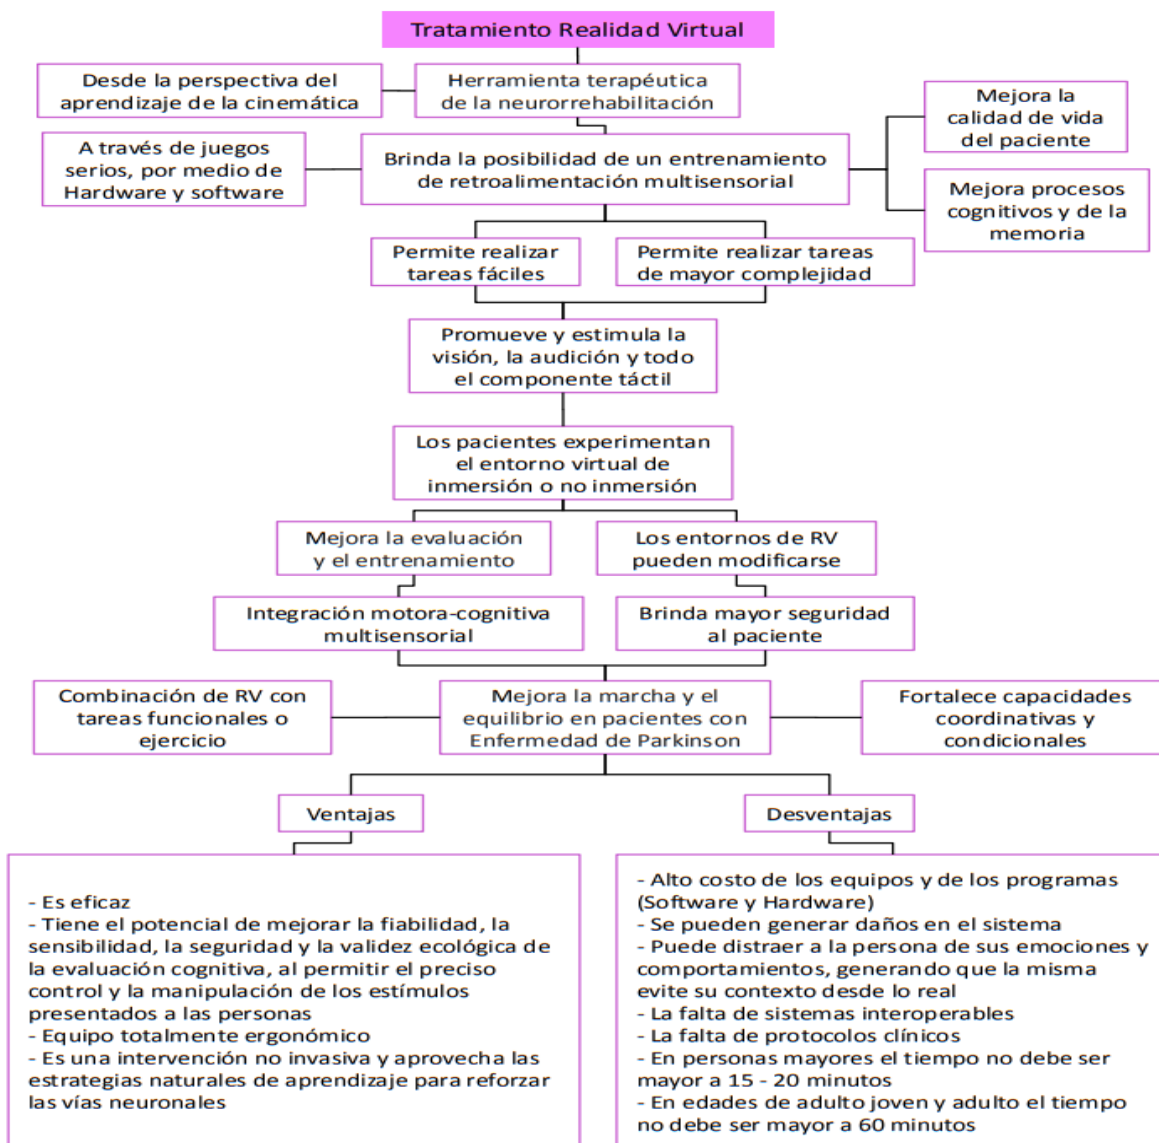 Tratamiento Realidad Virtual
Desde la perspectiva del
aprendizaje de la cinemática
Herramienta terapéutica
de la neurorrehabilitación
A través de juegos
serios, por medio de
Hardware y software
Brinda la posibilidad de un entrenamiento
de retroalimentación multisensorial
Mejora la
calidad de vida
del paciente
Mejora procesos
cognitivos y de la
memoria
Permite realizar
tareas fáciles
Permite realizar tareas
de mayor complejidad
Promueve y estimula la
visión, la audición y todo
el componente táctil
Los pacientes experimentan
el entorno virtual de
inmersión o no inmersión
Mejora la evaluación
y el entrenamiento
Los entornos de RV
pueden modificarse
Integración motora-cognitiva
multisensorial
Brinda mayor seguridad
al paciente
Combinación de RV con
tareas funcionales o
ejercicio
Mejora la marcha y el
equilibrio en pacientes con
Enfermedad de Parkinson
Fortalece capacidades
coordinativas y
condicionales
Ventajas
Desventajas
- Es eficaz
- Tiene el potencial de mejorar la fiabilidad, la
sensibilidad, la seguridad y la validez ecológica de
la evaluación cognitiva, al permitir el preciso
control y la manipulación de los estímulos
presentados a las personas
- Equipo totalmente ergonómico
- Es una intervención no invasiva y aprovecha las
estrategias naturales de aprendizaje para reforzar
las vías neuronales
- Alto costo de los equipos y de los programas
(Software y Hardware)
- Se pueden generar daños en el sistema
- Puede distraer a la persona de sus emociones y
comportamientos, generando que la misma
evite su contexto desde lo real
- La falta de sistemas interoperables
- La falta de protocolos clínicos
- En personas mayores el tiempo no debe ser
mayor a 15 - 20 minutos
- En edades de adulto joven y adulto el tiempo
no debe ser mayor a 60 minutos